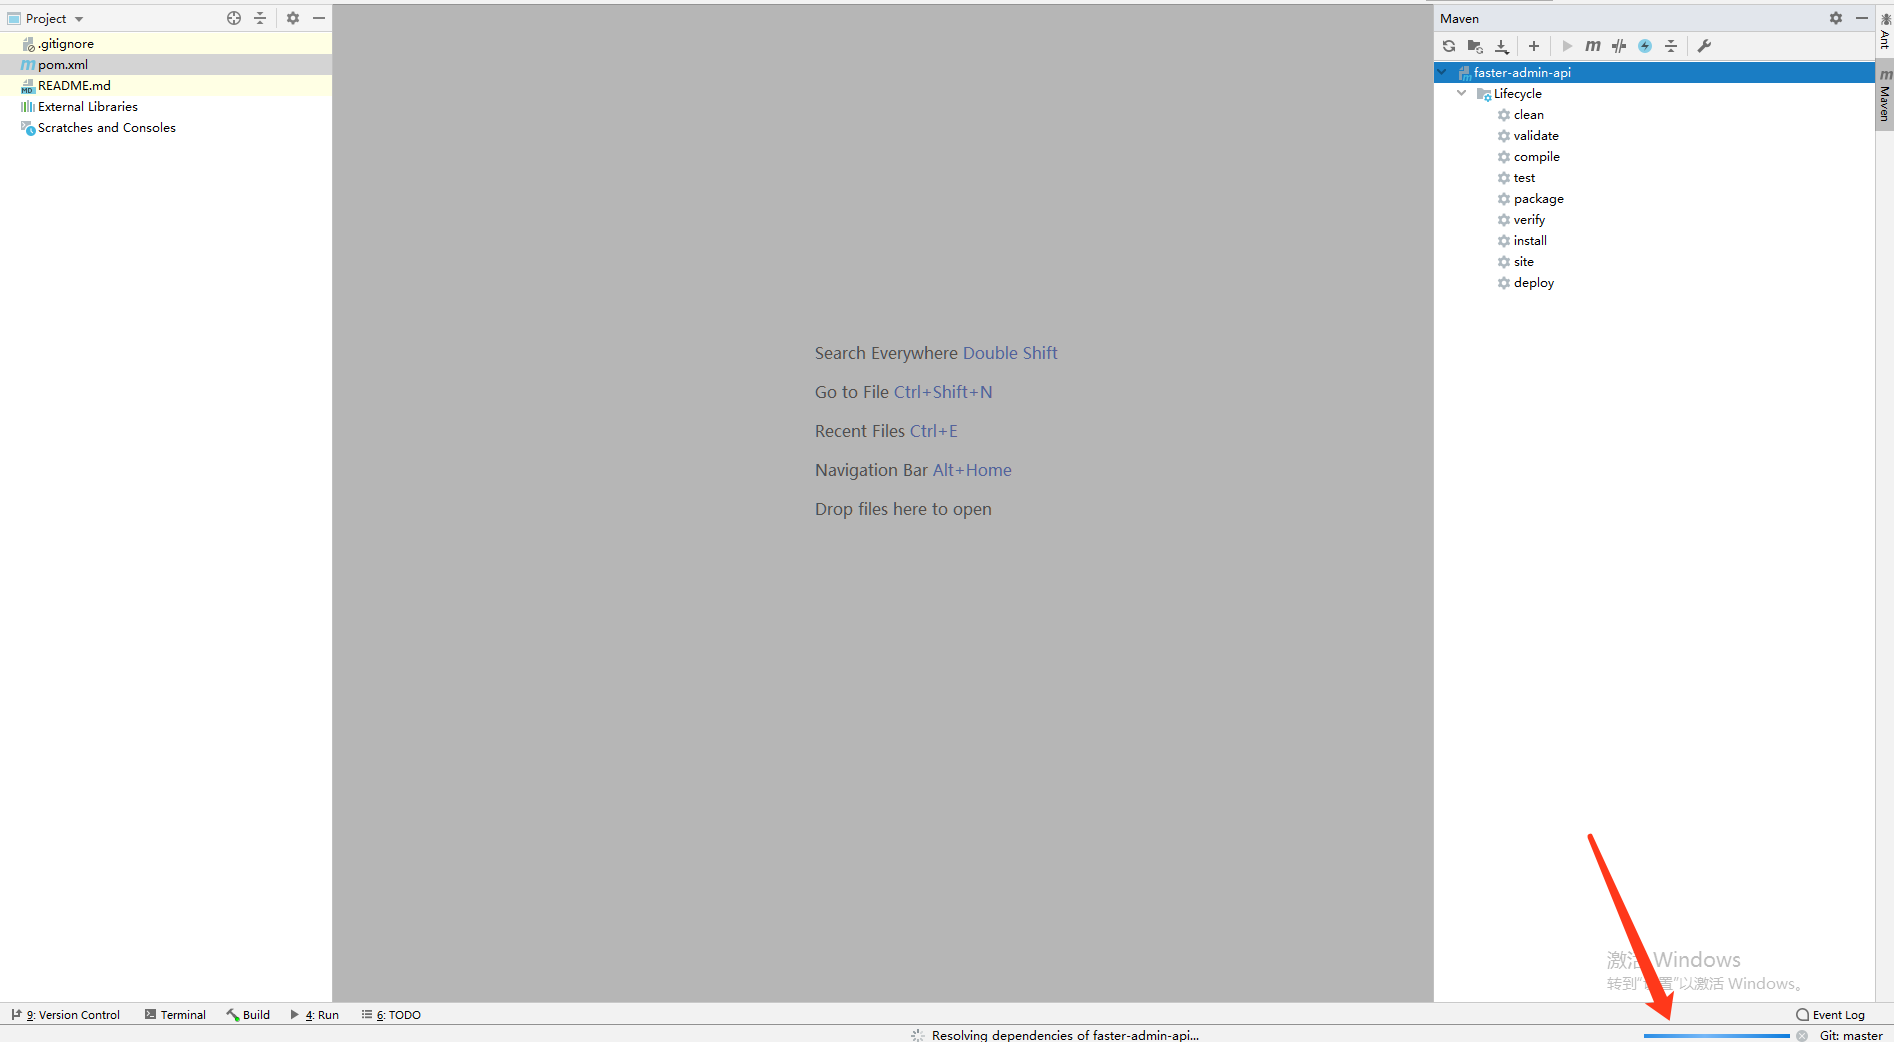 Project
.gitignore
pom.xml
README.md
External Libraries
Scratches and Consoles
Search Everywhere Double Shift
Go to File Ctrl+Shift+N
Recent Files Ctrl+E
Navigation Bar Alt+Home
Drop files here to open
Maven
faster-admin-api
Lifecycle
clean
validate
compile
test
package
verify
install
site
deploy
Ant
Maven
激活 Windows
转到"设置"以激活 Windows。
9: Version Control
Terminal
Build
4: Run
6: TODO
Event Log
Resolving dependencies of faster-admin-api...
Git: master